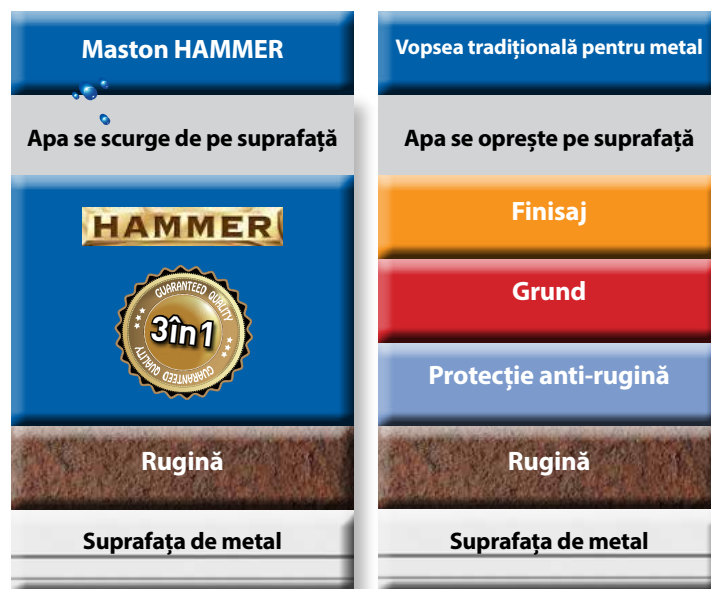 Maston HAMMER
Apa se scurge de pe suprafață
HAMMER
GUARANTEED QUALITY
3în1
GUARANTEED QUALITY
Rugină
Suprafața de metal
Vopsea tradițională pentru metal
Apa se oprește pe suprafață
Finisaj
Grund
Protecție anti-rugină
Rugină
Suprafața de metal